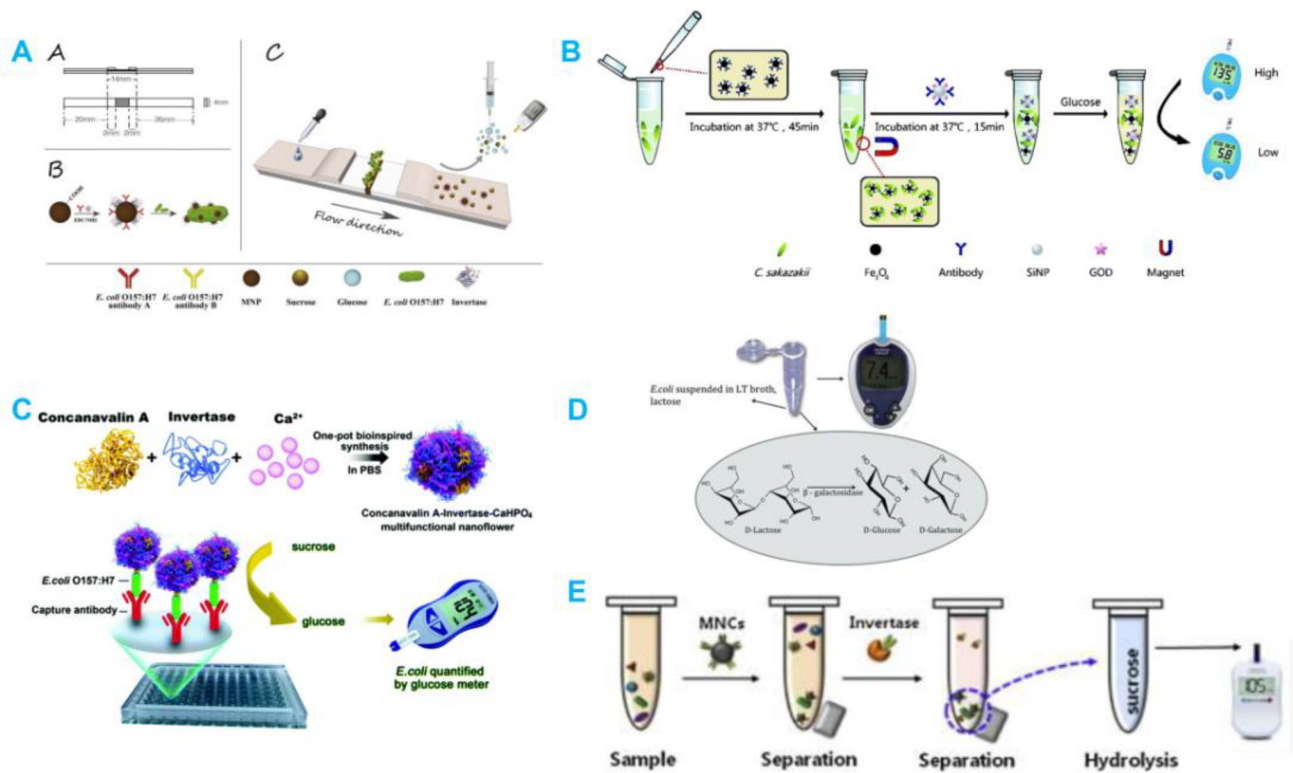 A
A
14mm
4mm
20mm
2mm
2mm
B
-COOH
EDC/NHS
C
Flow direction
E. coli O157:H7
antibody A
E. coli O157:H7
antibody B
MNP
Sucrose
Glucose
E. coli O157:H7
Invertase
B
Incubation at 37℃ , 45min
Incubation at 37℃ , 15min
Glucose
135
High
5.8
Low
C. sakazakii
Fe3O4
Antibody
SiNP
GOD
Magnet
C
Concanavalin A
Invertase
Ca2+
+
+
One-pot bioinspired
synthesis
In PBS
Concanavalin A-Invertase-CaHPO4
multifunctional nanoflower
E.coli O157:H7
Capture antibody
sucrose
glucose
104
E.coli quantified
by glucose meter
D
E.coli suspended in LT broth,
lactose
7.4
β - galactosidase
+
D-Lactose
D-Glucose
D-Galactose
E
MNCs
Invertase
sucrose
105
Sample
Separation
Separation
Hydrolysis